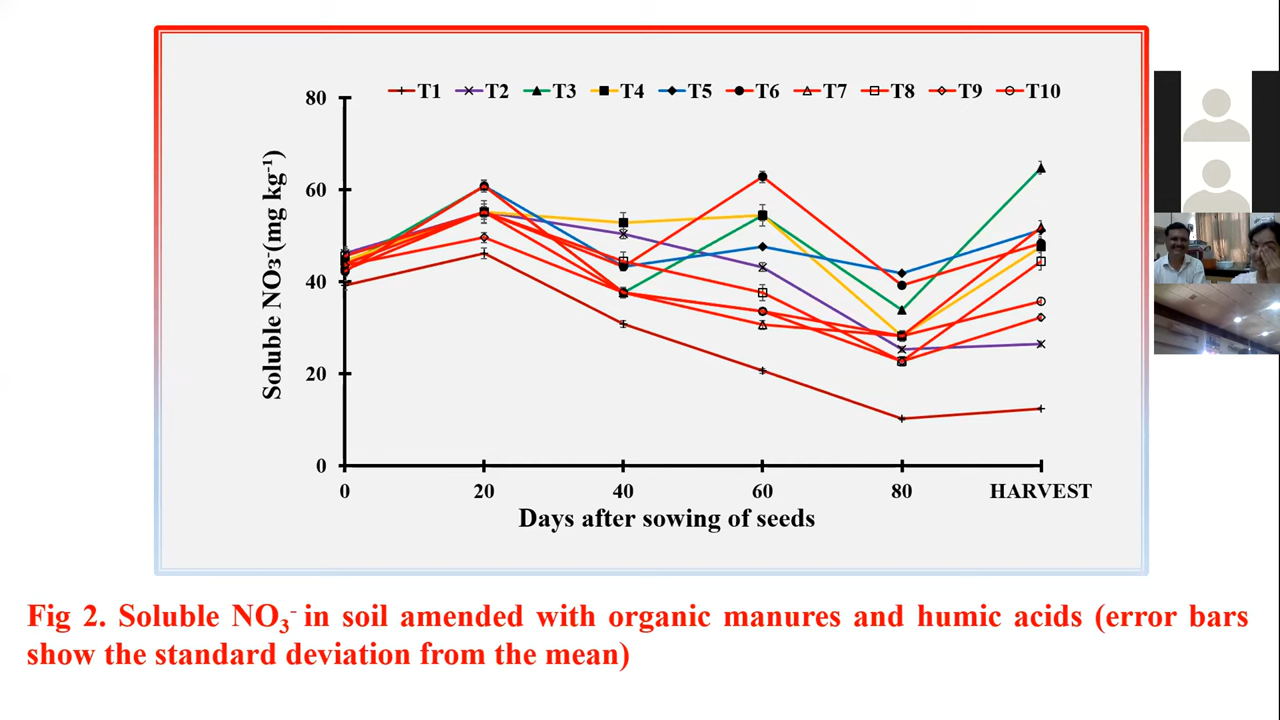 T1 T2 T3 T4 T5 T6 T7 T8 T9 T10
80
60
40
20
0
Soluble NO₃⁻(mg kg⁻¹)
0 20 40 60 80 HARVEST
Days after sowing of seeds
Fig 2. Soluble NO₃⁻ in soil amended with organic manures and humic acids (error bars
show the standard deviation from the mean)